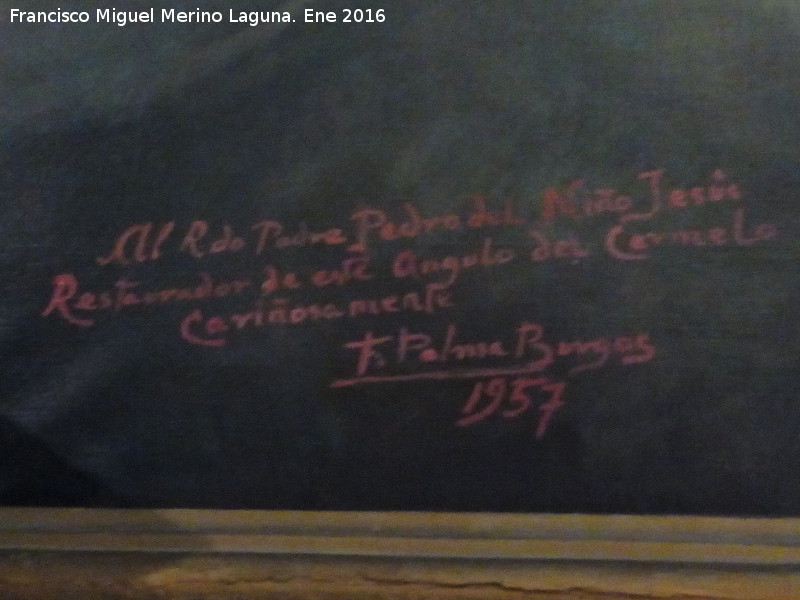 Francisco Miguel Merino Laguna. Ene 2016
Al Rdo Padre Pedro del Niño Jesús
Restaurador de este angulo del Carmelo
Cariñosamente
F. Palma Burgos
1957